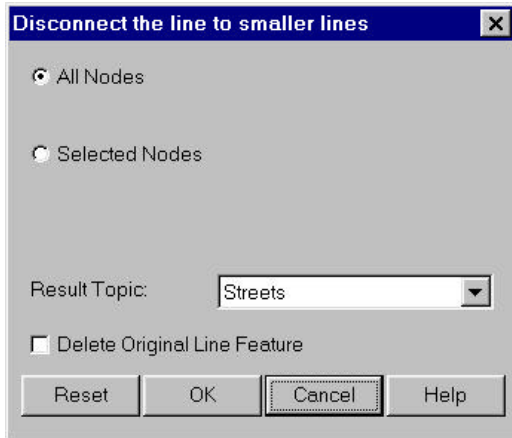 Disconnect the line to smaller lines
All Nodes
Selected Nodes
Result Topic: Streets
Delete Original Line Feature
Reset OK Cancel Help